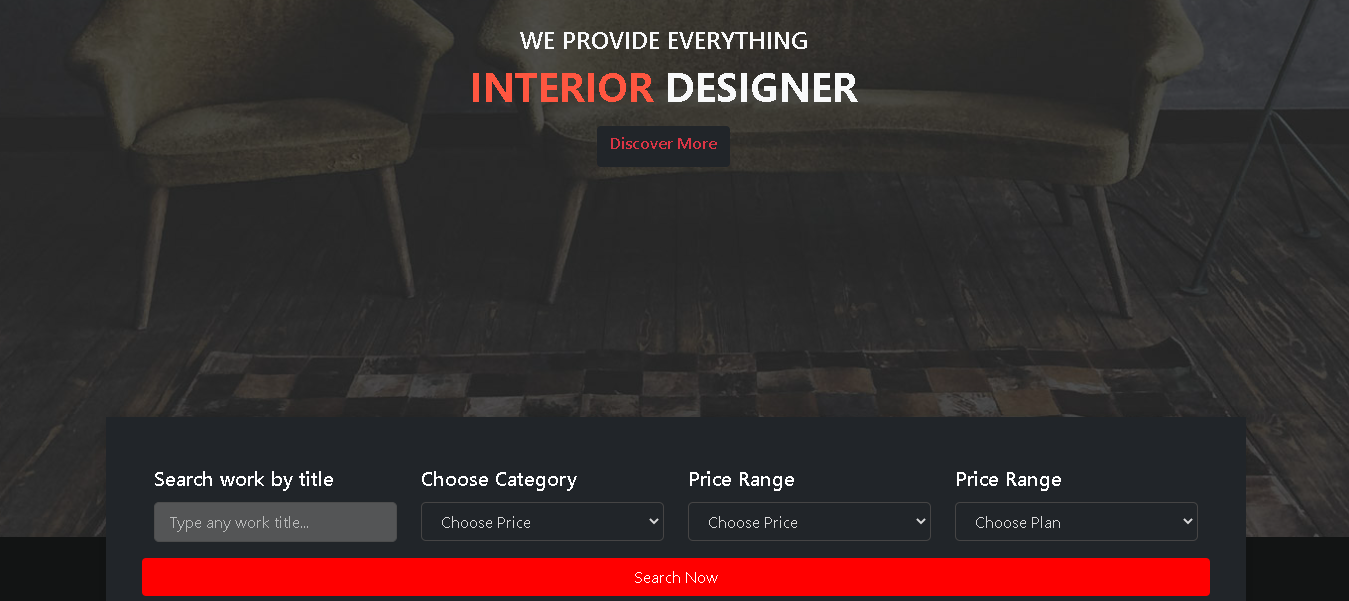 WE PROVIDE EVERYTHING
INTERIOR DESIGNER
Discover More
Search work by title Choose Category Price Range Price Range
Type any work title... Choose Price Choose Price Choose Plan
Search Now